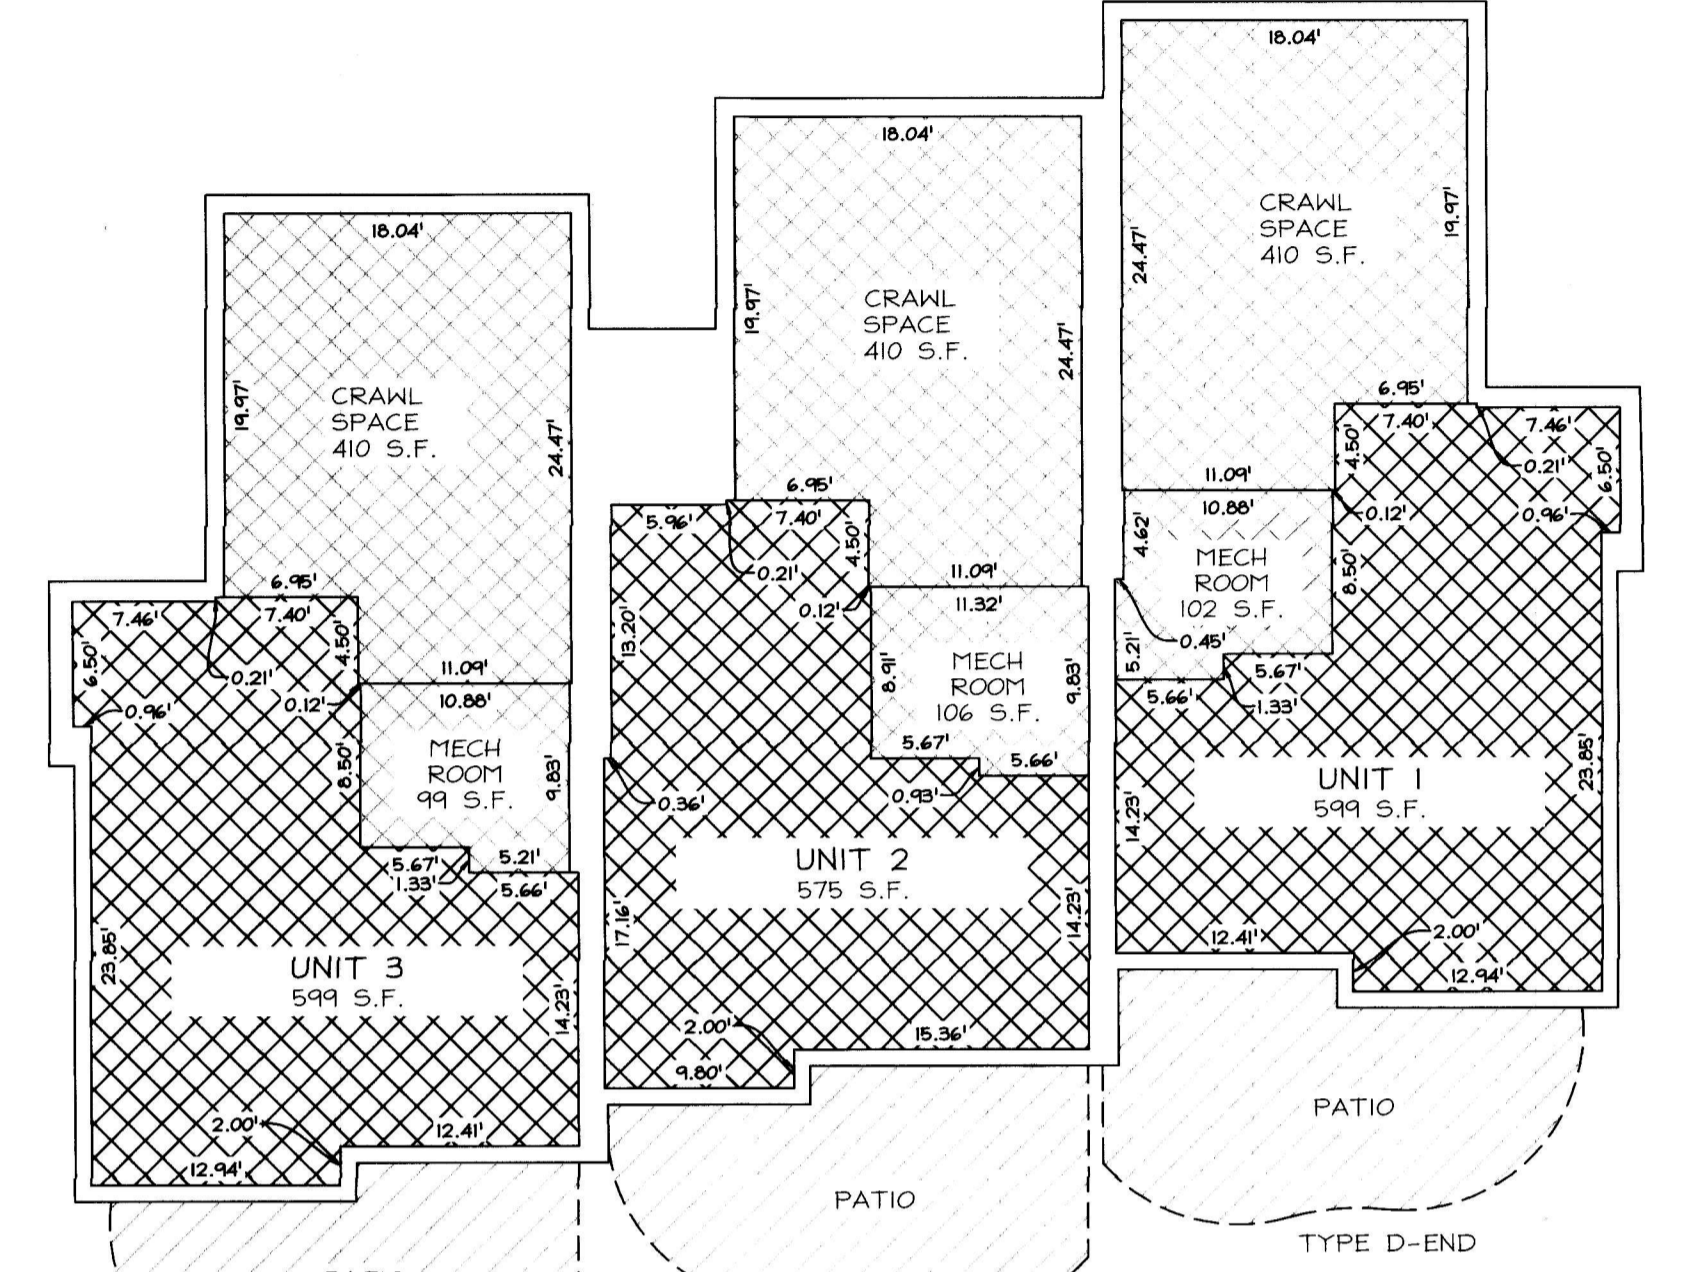 18.04'
CRAWL
SPACE
410 S.F.
19.97'
24.47'
6.95'
7.40'
7.46'
6.50'
0.96'
0.21'
4.50'
0.12'
11.09'
10.88'
MECH
ROOM
99 S.F.
8.50'
9.83'
5.67'
1.33'
5.21'
5.66'
UNIT 3
599 S.F.
23.85'
14.23'
2.00'
12.41'
12.94'
18.04'
CRAWL
SPACE
410 S.F.
19.97'
24.47'
6.95'
5.96'
7.40'
4.50'
0.21'
0.12'
13.20'
11.09'
11.32'
MECH
ROOM
106 S.F.
8.91'
9.83'
5.67'
5.66'
0.93'
0.36'
UNIT 2
575 S.F.
17.16'
14.23'
2.00'
15.36'
9.80'
PATIO
18.04'
CRAWL
SPACE
410 S.F.
24.47'
19.97'
6.95'
7.40'
7.46'
4.50'
0.21'
6.50'
0.12'
0.96'
11.09'
10.88'
4.62'
MECH
ROOM
102 S.F.
8.50'
0.45'
5.21'
5.67'
5.66'
1.33'
UNIT 1
599 S.F.
23.85'
14.23'
12.41'
2.00'
12.94'
PATIO
TYPE D-END